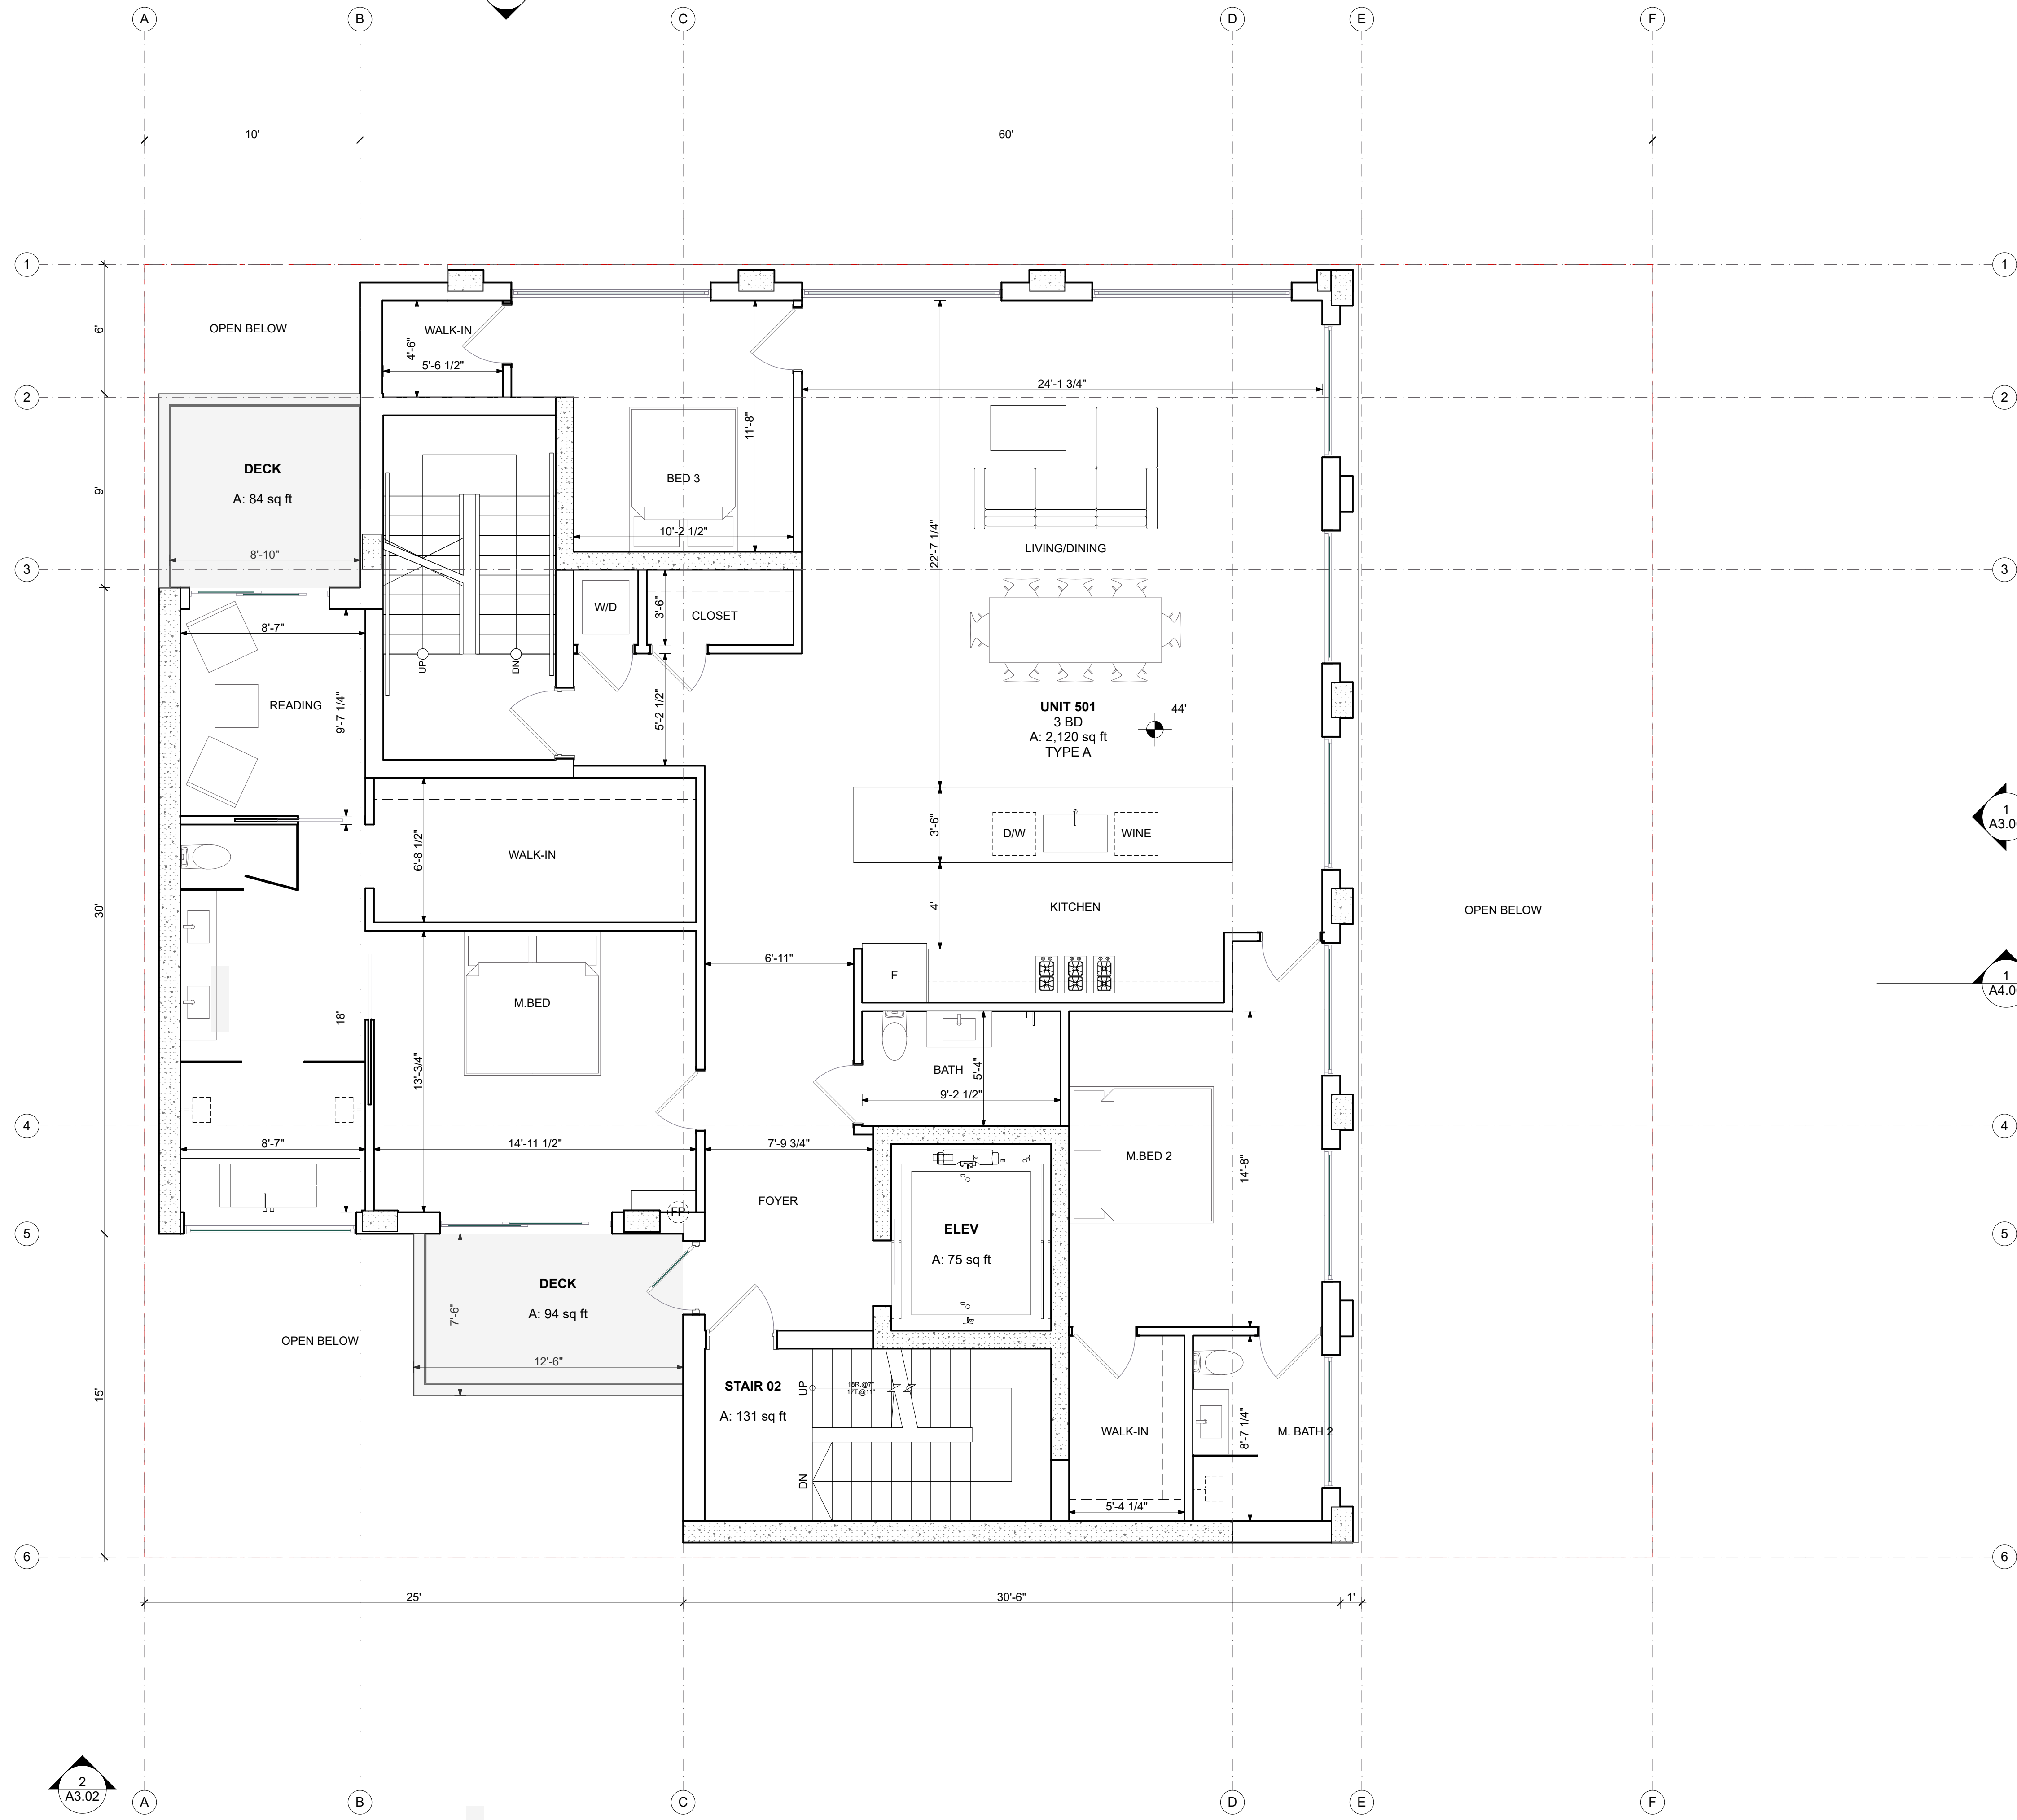 A B C D E F
10' 60'
1 1
6'
OPEN BELOW
WALK-IN
4'-6"
5'-6 1/2"
24'-1 3/4"
2 2
11'-8"
DECK
A: 84 sq ft
9'
BED 3
10'-2 1/2"
22'-7 1/4"
LIVING/DINING
8'-10"
3 3
W/D
3'-6"
CLOSET
8'-7"
UP
DN
READING
9'-7 1/4"
5'-2 1/2"
UNIT 501
3 BD
A: 2,120 sq ft
TYPE A
44'
1
A3.0
3'-6"
D/W
WINE
6'-8 1/2"
WALK-IN
30'
4'
KITCHEN
OPEN BELOW
6'-11"
F
1
A4.0
M.BED
18'
13'-3/4"
BATH
5'-4"
9'-2 1/2"
4 4
8'-7"
14'-11 1/2"
7'-9 3/4"
M.BED 2
14'-8"
FOYER
FP
ELEV
A: 75 sq ft
5 5
DECK
A: 94 sq ft
7'-6"
OPEN BELOW
12'-6"
STAIR 02
A: 131 sq ft
UP
18R.@7"
17T.@11"
DN
15'
WALK-IN
8'-7 1/4"
M. BATH 2
5'-4 1/4"
6 6
25' 30'-6" 1'
2
A3.02
A B C D E F